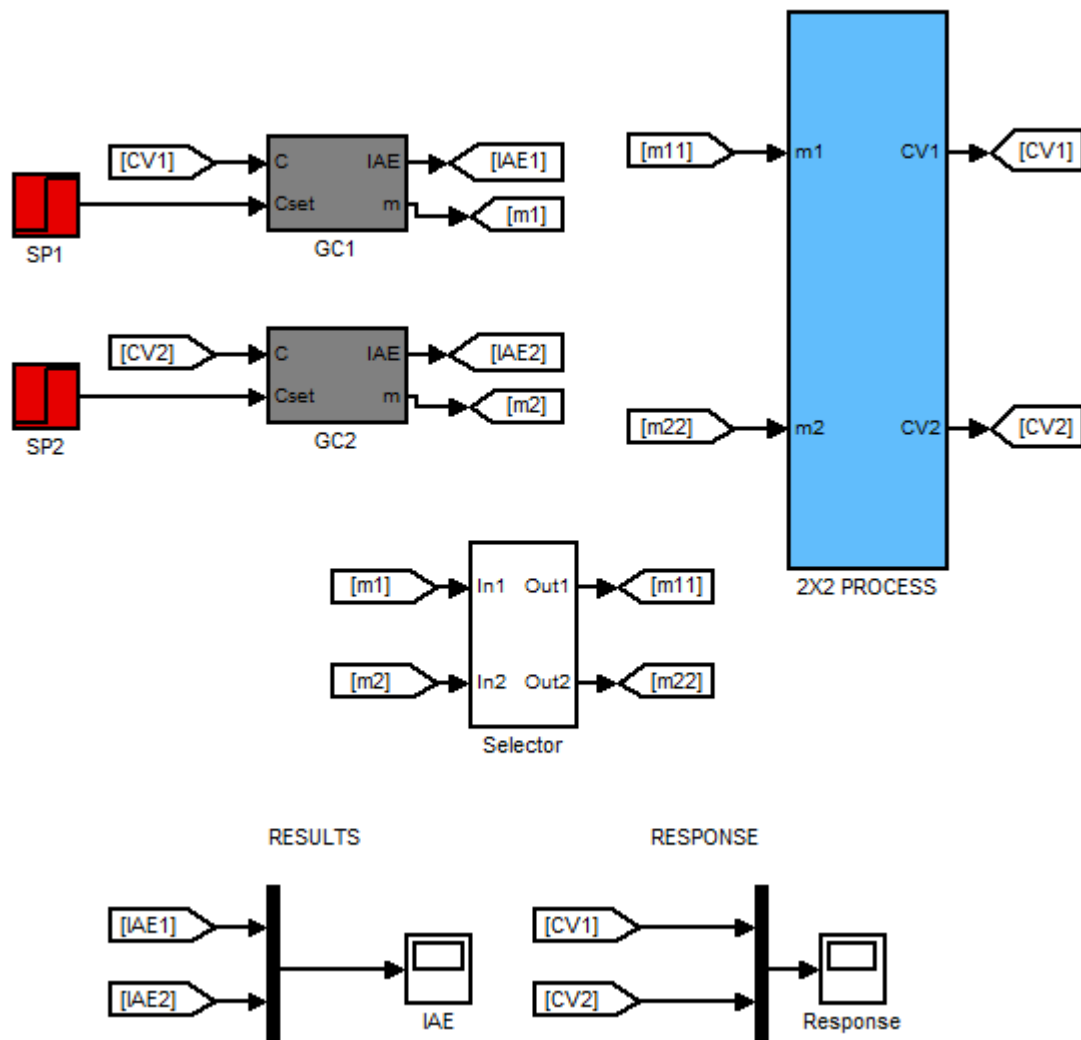 [CV1]
C
IAE
[IAE1]
Cset
m
[m1]
SP1
GC1
[m11]
m1
CV1
[CV1]
[CV2]
C
IAE
[IAE2]
Cset
m
[m2]
SP2
GC2
[m22]
m2
CV2
[CV2]
2X2 PROCESS
[m1]
In1
Out1
[m11]
[m2]
In2
Out2
[m22]
Selector
RESULTS
RESPONSE
[IAE1]
[IAE2]
IAE
[CV1]
[CV2]
Response